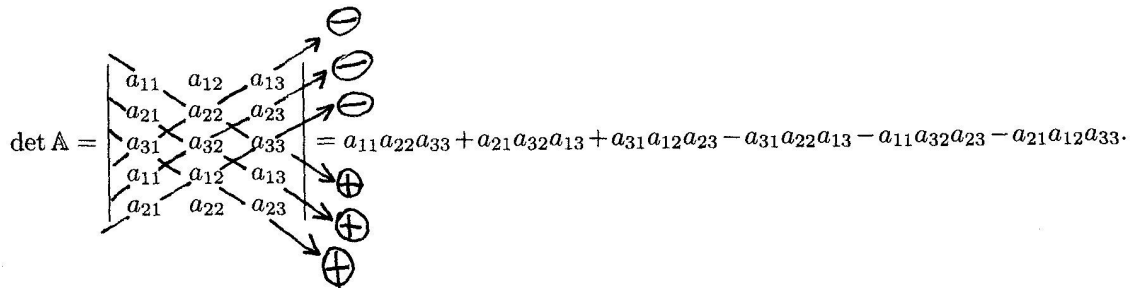 ⊖
⊖
a₁₁ a₁₂ a₁₃
a₂₁ a₂₂ a₂₃ ⊖
det 𝔸 = a₃₁ a₃₂ a₃₃ = a₁₁a₂₂a₃₃ + a₂₁a₃₂a₁₃ + a₃₁a₁₂a₂₃ − a₃₁a₂₂a₁₃ − a₁₁a₃₂a₂₃ − a₂₁a₁₂a₃₃.
a₁₁ a₁₂ a₁₃ ⊕
a₂₁ a₂₂ a₂₃ ⊕
⊕